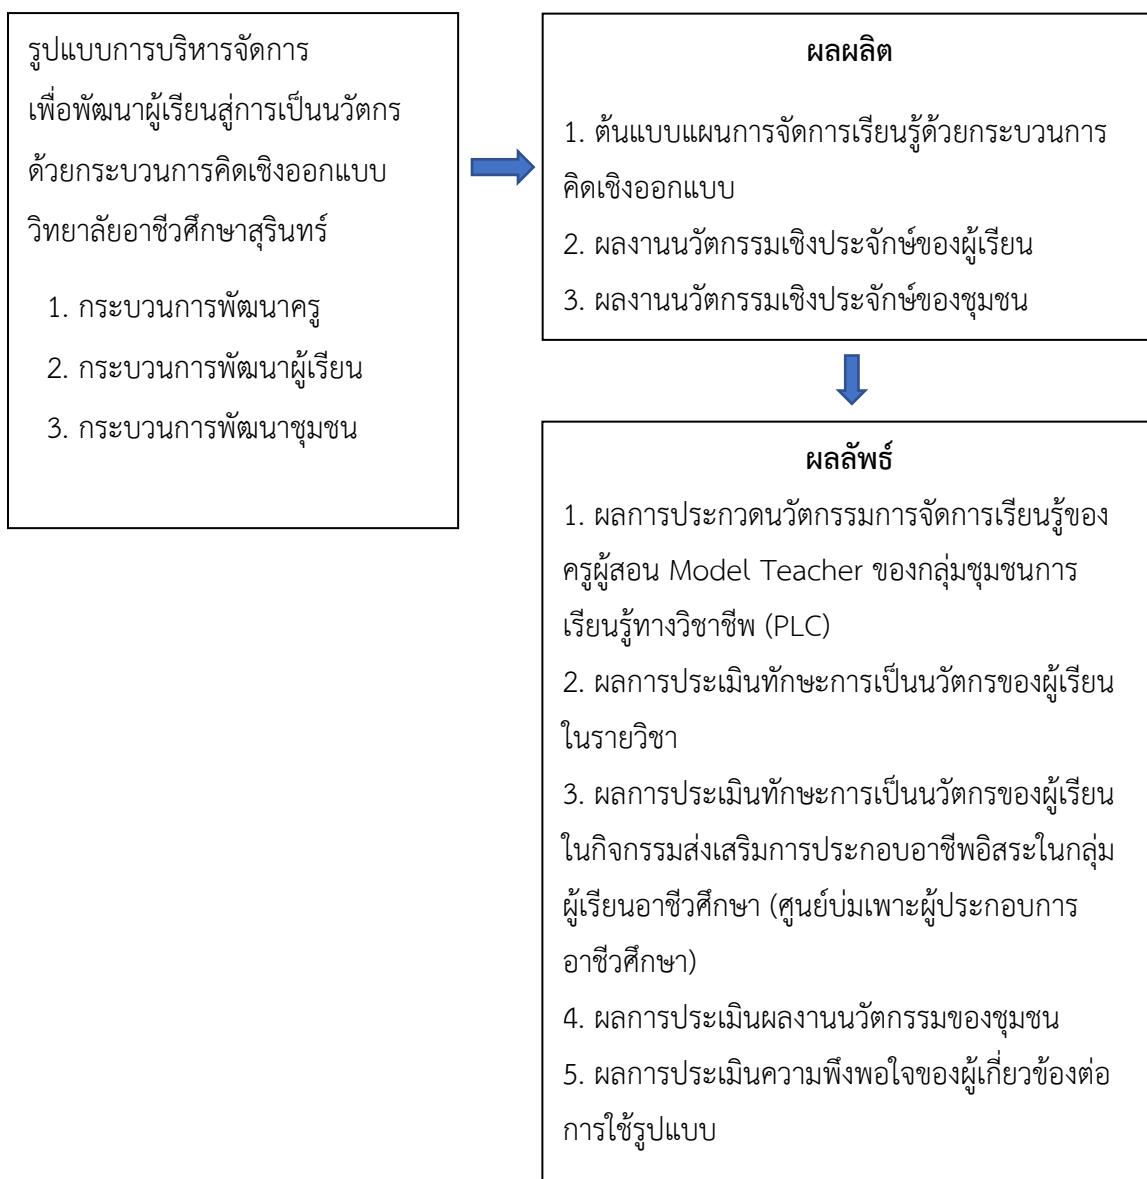 รูปแบบการบริหารจัดการ
เพื่อพัฒนาผู้เรียนสู่การเป็นนวัตกร
ด้วยกระบวนการคิดเชิงออกแบบ
วิทยาลัยอาชีวศึกษาสุรินทร์
1. กระบวนการพัฒนาครู
2. กระบวนการพัฒนาผู้เรียน
3. กระบวนการพัฒนาชุมชน
ผลผลิต
1. ต้นแบบแผนการจัดการเรียนรู้ด้วยกระบวนการ
คิดเชิงออกแบบ
2. ผลงานนวัตกรรมเชิงประจักษ์ของผู้เรียน
3. ผลงานนวัตกรรมเชิงประจักษ์ของชุมชน
ผลลัพธ์
1. ผลการประกวดนวัตกรรมการจัดการเรียนรู้ของ
ครูผู้สอน Model Teacher ของกลุ่มชุมชนการ
เรียนรู้ทางวิชาชีพ (PLC)
2. ผลการประเมินทักษะการเป็นนวัตกรของผู้เรียน
ในรายวิชา
3. ผลการประเมินทักษะการเป็นนวัตกรของผู้เรียน
ในกิจกรรมส่งเสริมการประกอบอาชีพอิสระในกลุ่ม
ผู้เรียนอาชีวศึกษา (ศูนย์บ่มเพาะผู้ประกอบการ
อาชีวศึกษา)
4. ผลการประเมินผลงานนวัตกรรมของชุมชน
5. ผลการประเมินความพึงพอใจของผู้เกี่ยวข้องต่อ
การใช้รูปแบบ